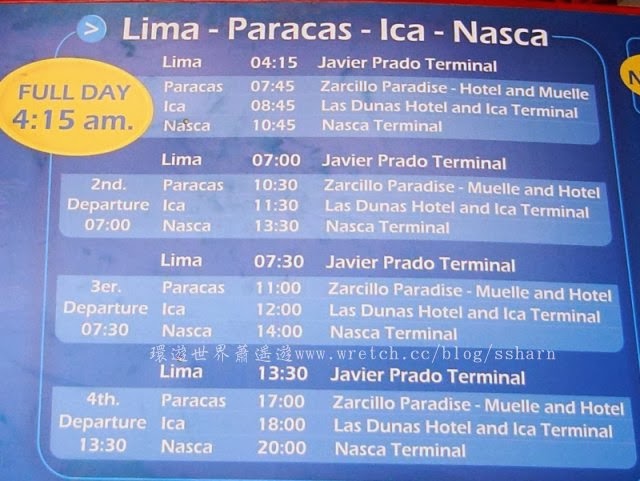 > Lima - Paracas - Ica - Nasca
FULL DAY
4:15 am.
Lima 04:15 Javier Prado Terminal
Paracas 07:45 Zarcillo Paradise - Hotel and Muelle
Ica 08:45 Las Dunas Hotel and Ica Terminal
Nasca 10:45 Nasca Terminal
Lima 07:00 Javier Prado Terminal
2nd. Paracas 10:30 Zarcillo Paradise - Muelle and Hotel
Departure Ica 11:30 Las Dunas Hotel and Ica Terminal
07:00 Nasca 13:30 Nasca Terminal
Lima 07:30 Javier Prado Terminal
3er. Paracas 11:00 Zarcillo Paradise - Muelle and Hotel
Departure Ica 12:00 Las Dunas Hotel and Ica Terminal
07:30 Nasca 14:00 Nasca Terminal
環遊世界蕭遙遊www.wretch.cc/blog/ssharn
Lima 13:30 Javier Prado Terminal
4th. Paracas 17:00 Zarcillo Paradise - Muelle and Hotel
Departure Ica 18:00 Las Dunas Hotel and Ica Terminal
13:30 Nasca 20:00 Nasca Terminal